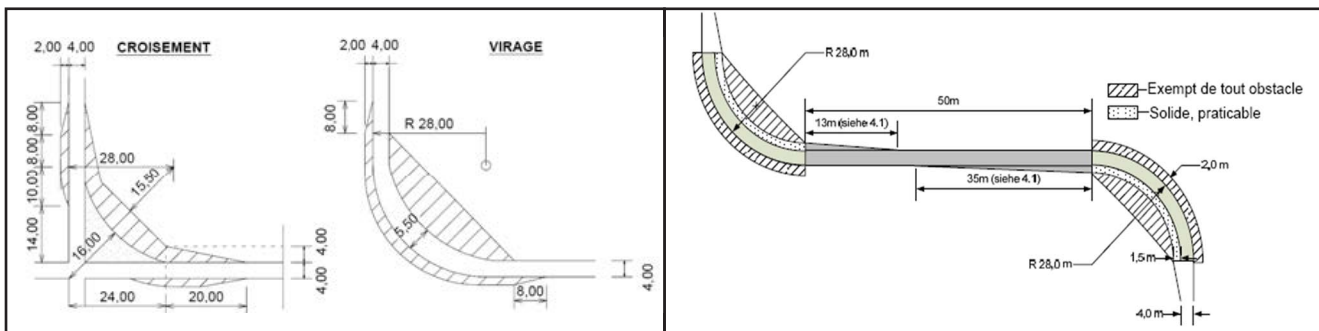 CROISEMENT
2,00 4,00
8,00
8,00
10,00
14,00
28,00
15,50
16,00
24,00
20,00
4,00
4,00
VIRAGE
2,00 4,00
8,00
R 28,00
5,50
8,00
4,00
R 28,0 m
50m
13m (siehe 4.1)
35m (siehe 4.1)
Exempt de tout obstacle
Solide, praticable
2,0 m
R 28,0 m
1,5 m
4,0 m